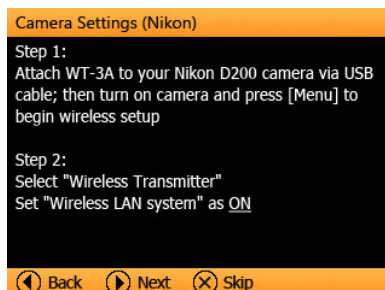 Camera Settings (Nikon)
Step 1:
Attach WT-3A to your Nikon D200 camera via USB
cable; then turn on camera and press [Menu] to
begin wireless setup
Step 2:
Select "Wireless Transmitter"
Set "Wireless LAN system" as ON
Back Next Skip